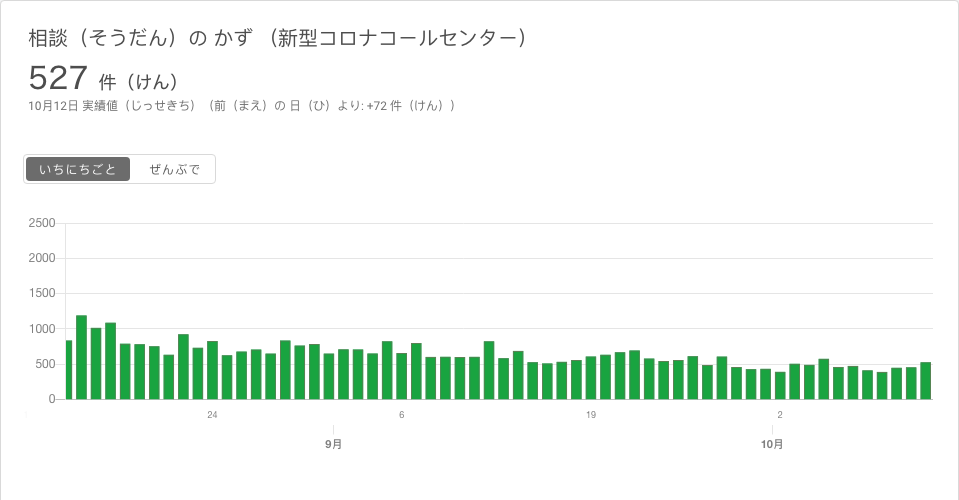 相談（そうだん）の かず （新型コロナコールセンター）
527 件（けん）
10月12日 実績値（じっせきち）（前（まえ）の 日（ひ）より: +72 件（けん））
いちにちごと ぜんぶで
2500
2000
1500
1000
500
0
24 6 19 2
9月 10月